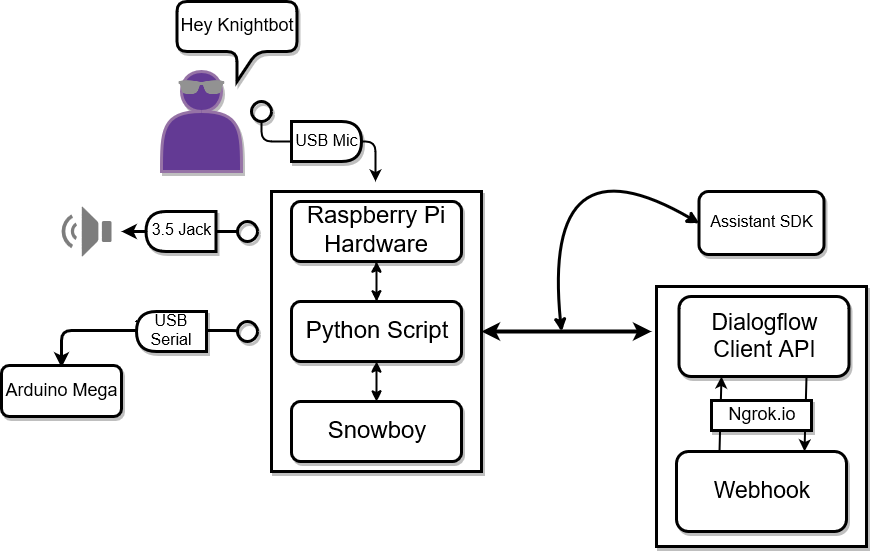 Hey Knightbot
USB Mic
Raspberry Pi
Hardware
3.5 Jack
Assistant SDK
USB
Serial
Python Script
Dialogflow
Client API
Arduino Mega
Snowboy
Ngrok.io
Webhook